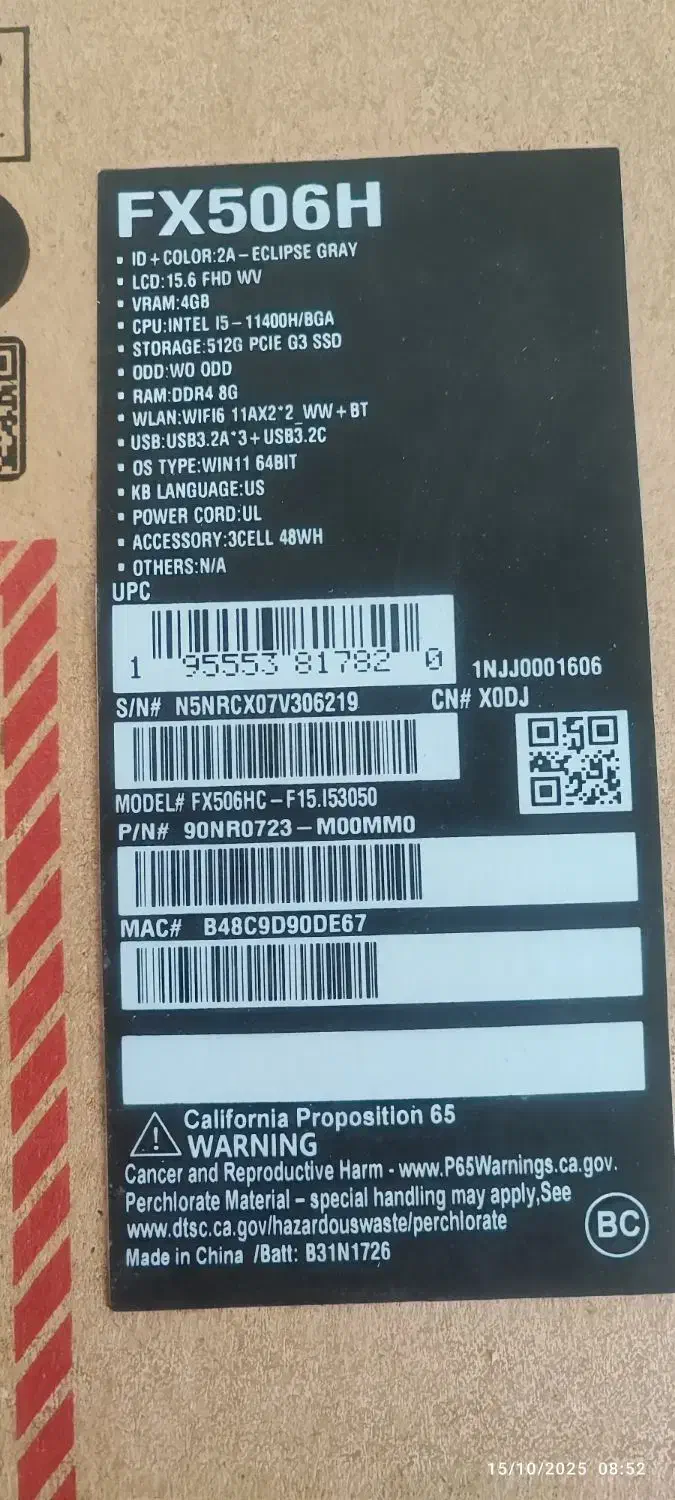 FX506H
▪ ID+COLOR:2A-ECLIPSE GRAY
▪ LCD:15.6 FHD WV
▪ VRAM:4GB
▪ CPU:INTEL I5-11400H/BGA
▪ STORAGE:512G PCIE G3 SSD
▪ ODD:WO ODD
▪ RAM:DDR4 8G
▪ WLAN:WIFI6 11AX2*2_WW+BT
▪ USB:USB3.2A*3+USB3.2C
▪ OS TYPE:WIN11 64BIT
▪ KB LANGUAGE:US
▪ POWER CORD:UL
▪ ACCESSORY:3CELL 48WH
▪ OTHERS:N/A
UPC
1 95553 81782 0
1NJJ0001606
S/N# N5NRCX07V306219 CN# X0DJ
MODEL# FX506HC-F15.I53050
P/N# 90NR0723-M00MM0
MAC# B48C9D90DE67
California Proposition 65
WARNING
Cancer and Reproductive Harm - www.P65Warnings.ca.gov.
Perchlorate Material – special handling may apply,See
www.dtsc.ca.gov/hazardouswaste/perchlorate
BC
Made in China /Batt: B31N1726
15/10/2025 08:52